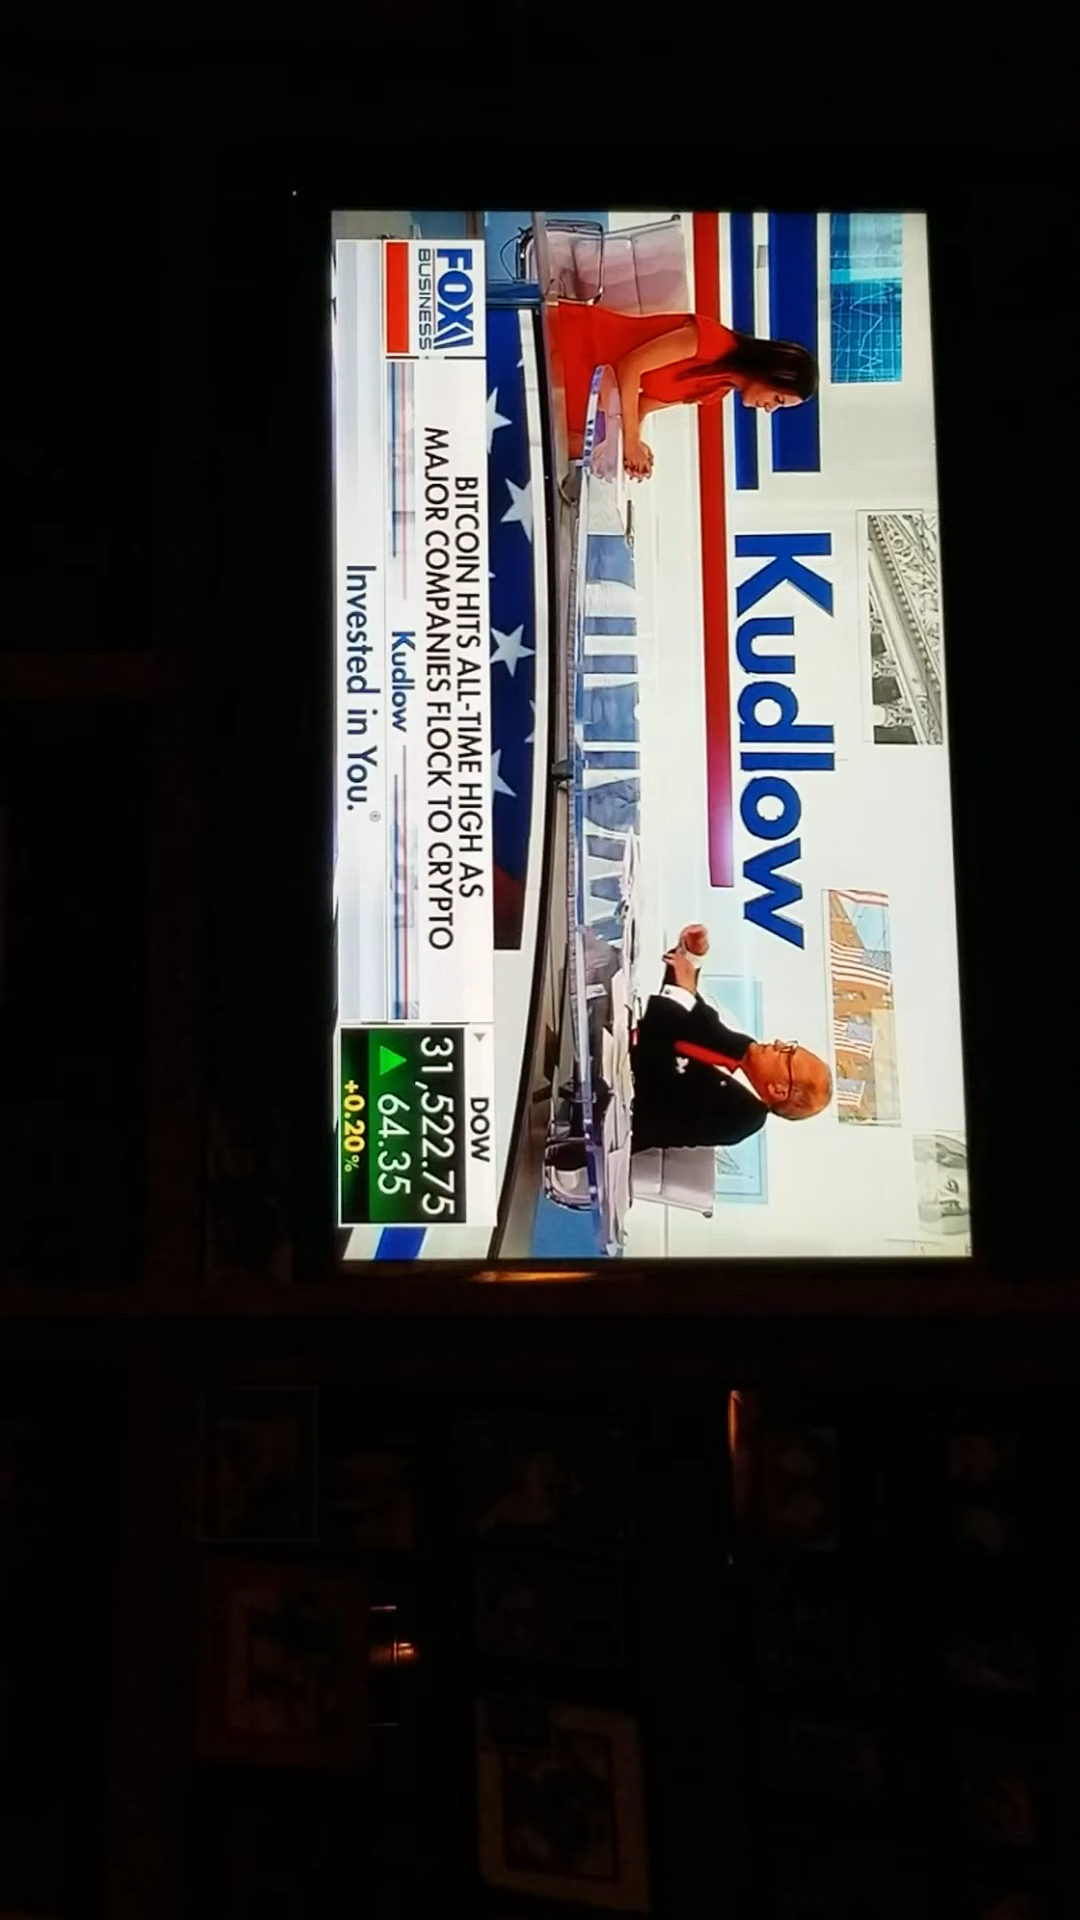 Kudlow
FOX
BUSINESS
BITCOIN HITS ALL-TIME HIGH AS
MAJOR COMPANIES FLOCK TO CRYPTO
Kudlow
Invested in You.®
DOW
31,522.75
▲ 64.35
+0.20%